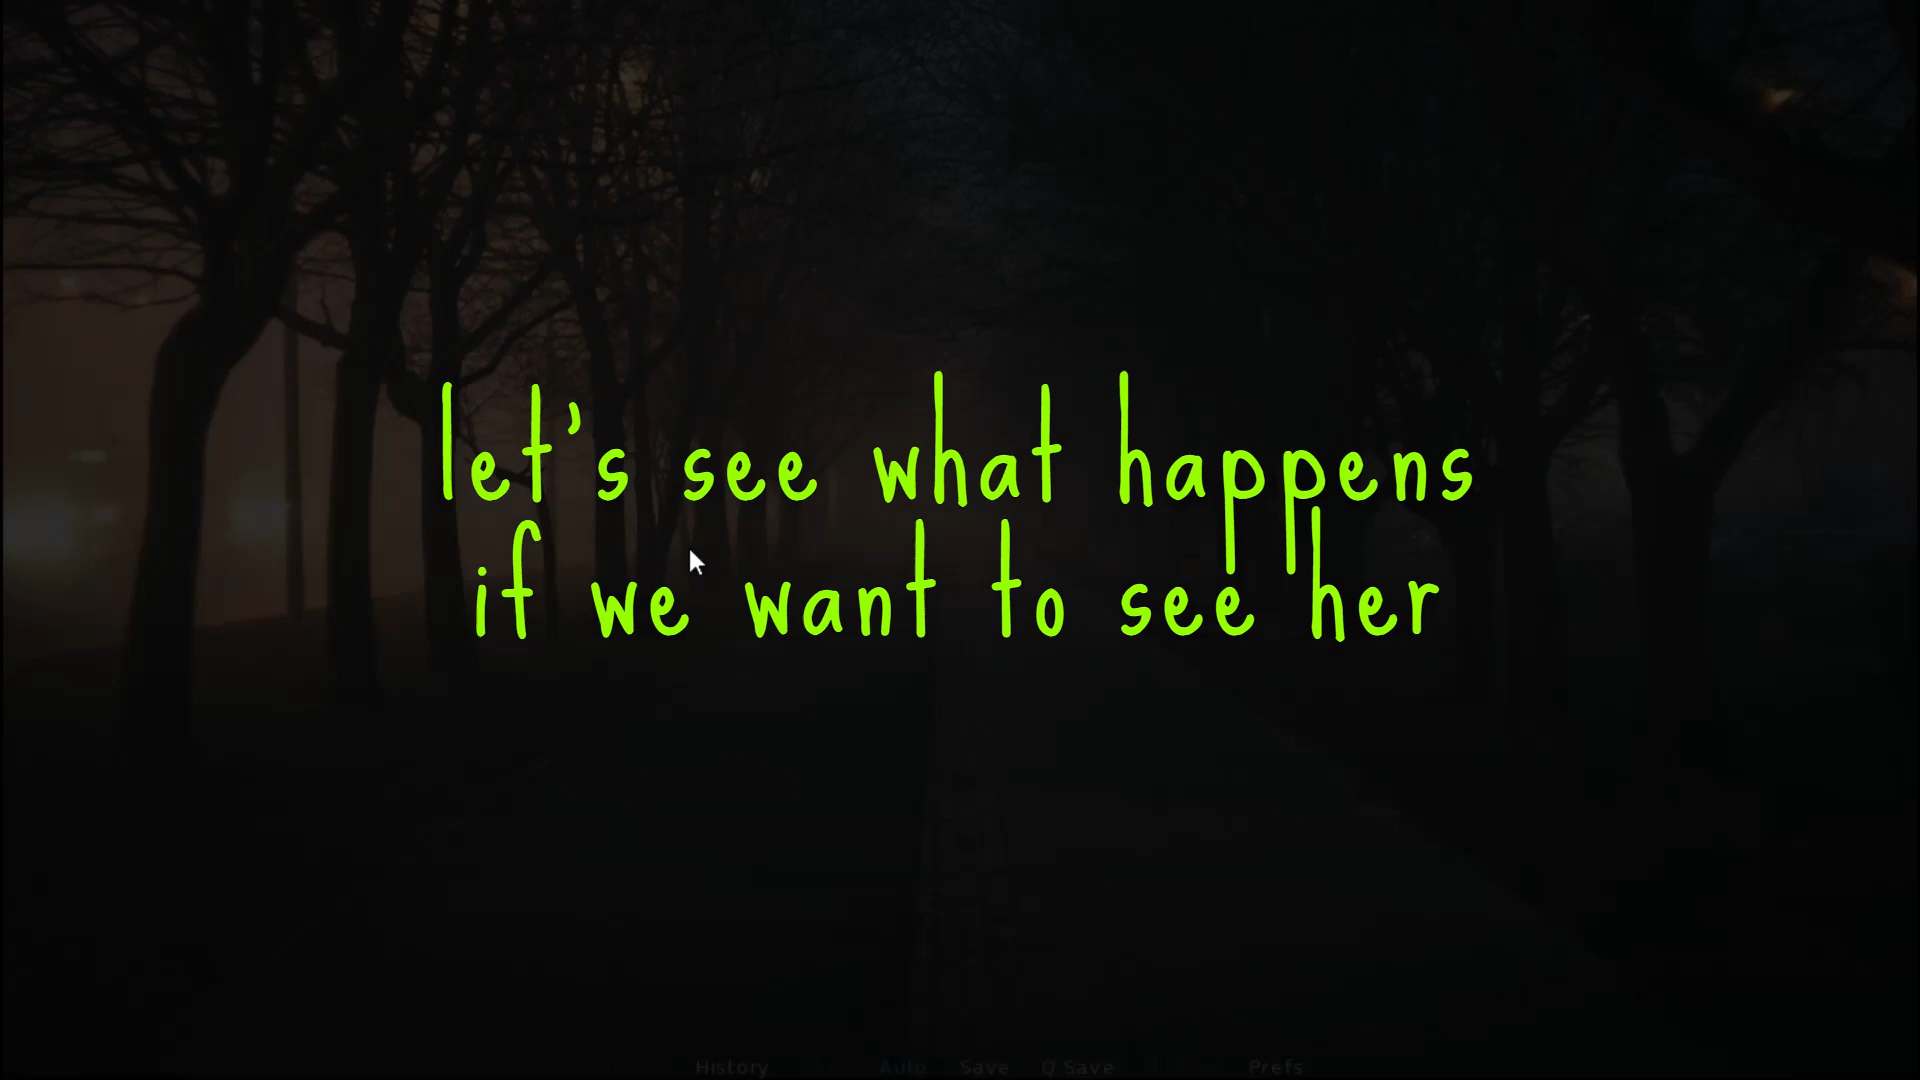 let's see what happens
if we want to see her
History Auto Save Q Save Prefs